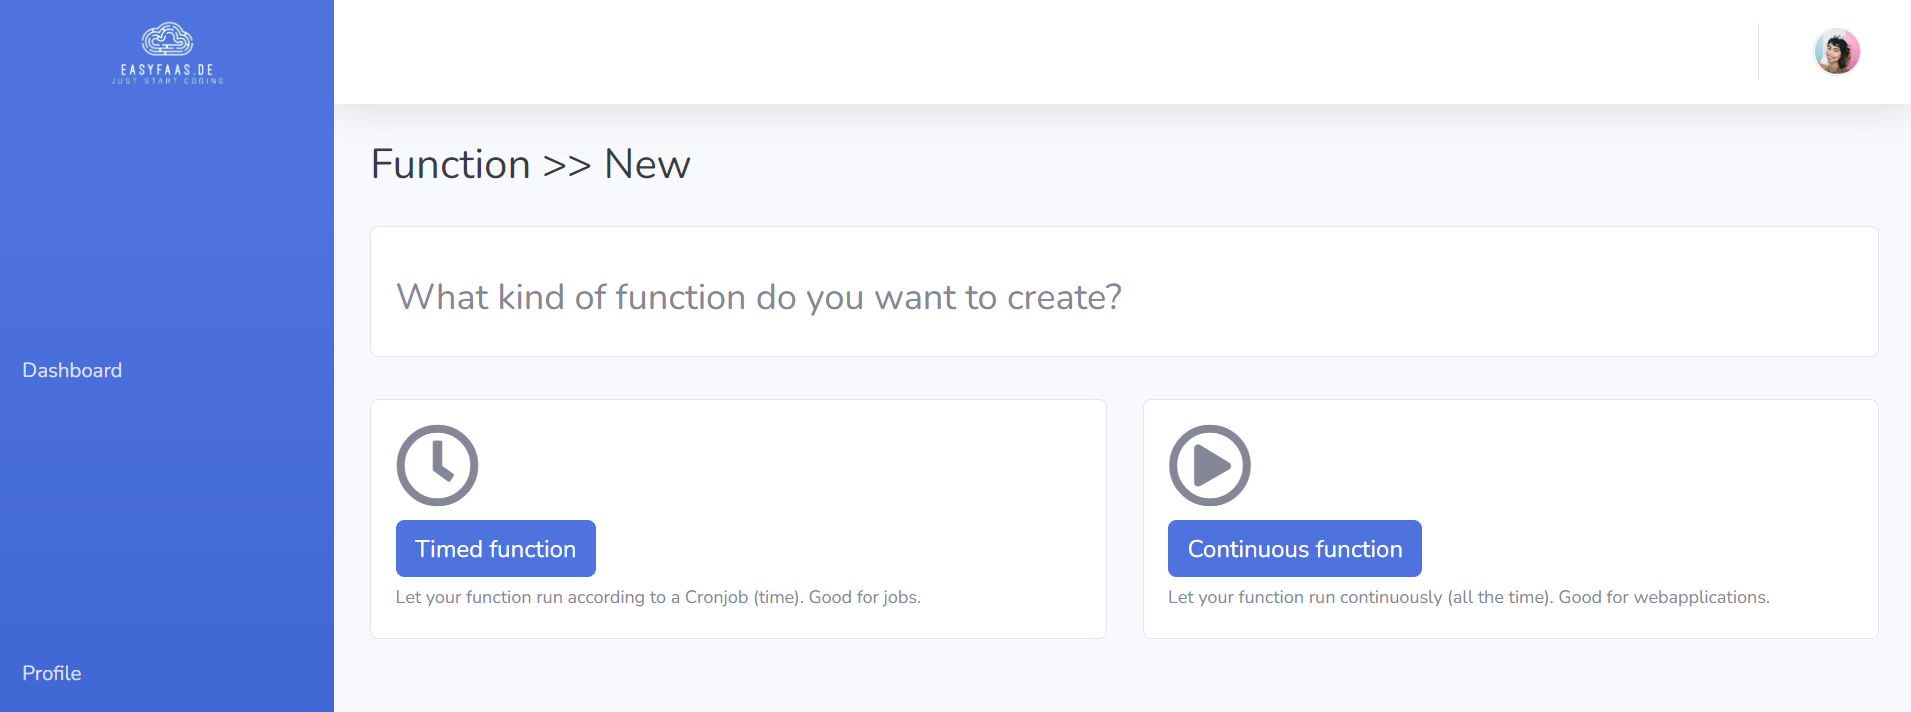 EASYFAAS.DE
JUST START CODING
Dashboard
Profile
Function >> New
What kind of function do you want to create?
Timed function
Let your function run according to a Cronjob (time). Good for jobs.
Continuous function
Let your function run continuously (all the time). Good for webapplications.